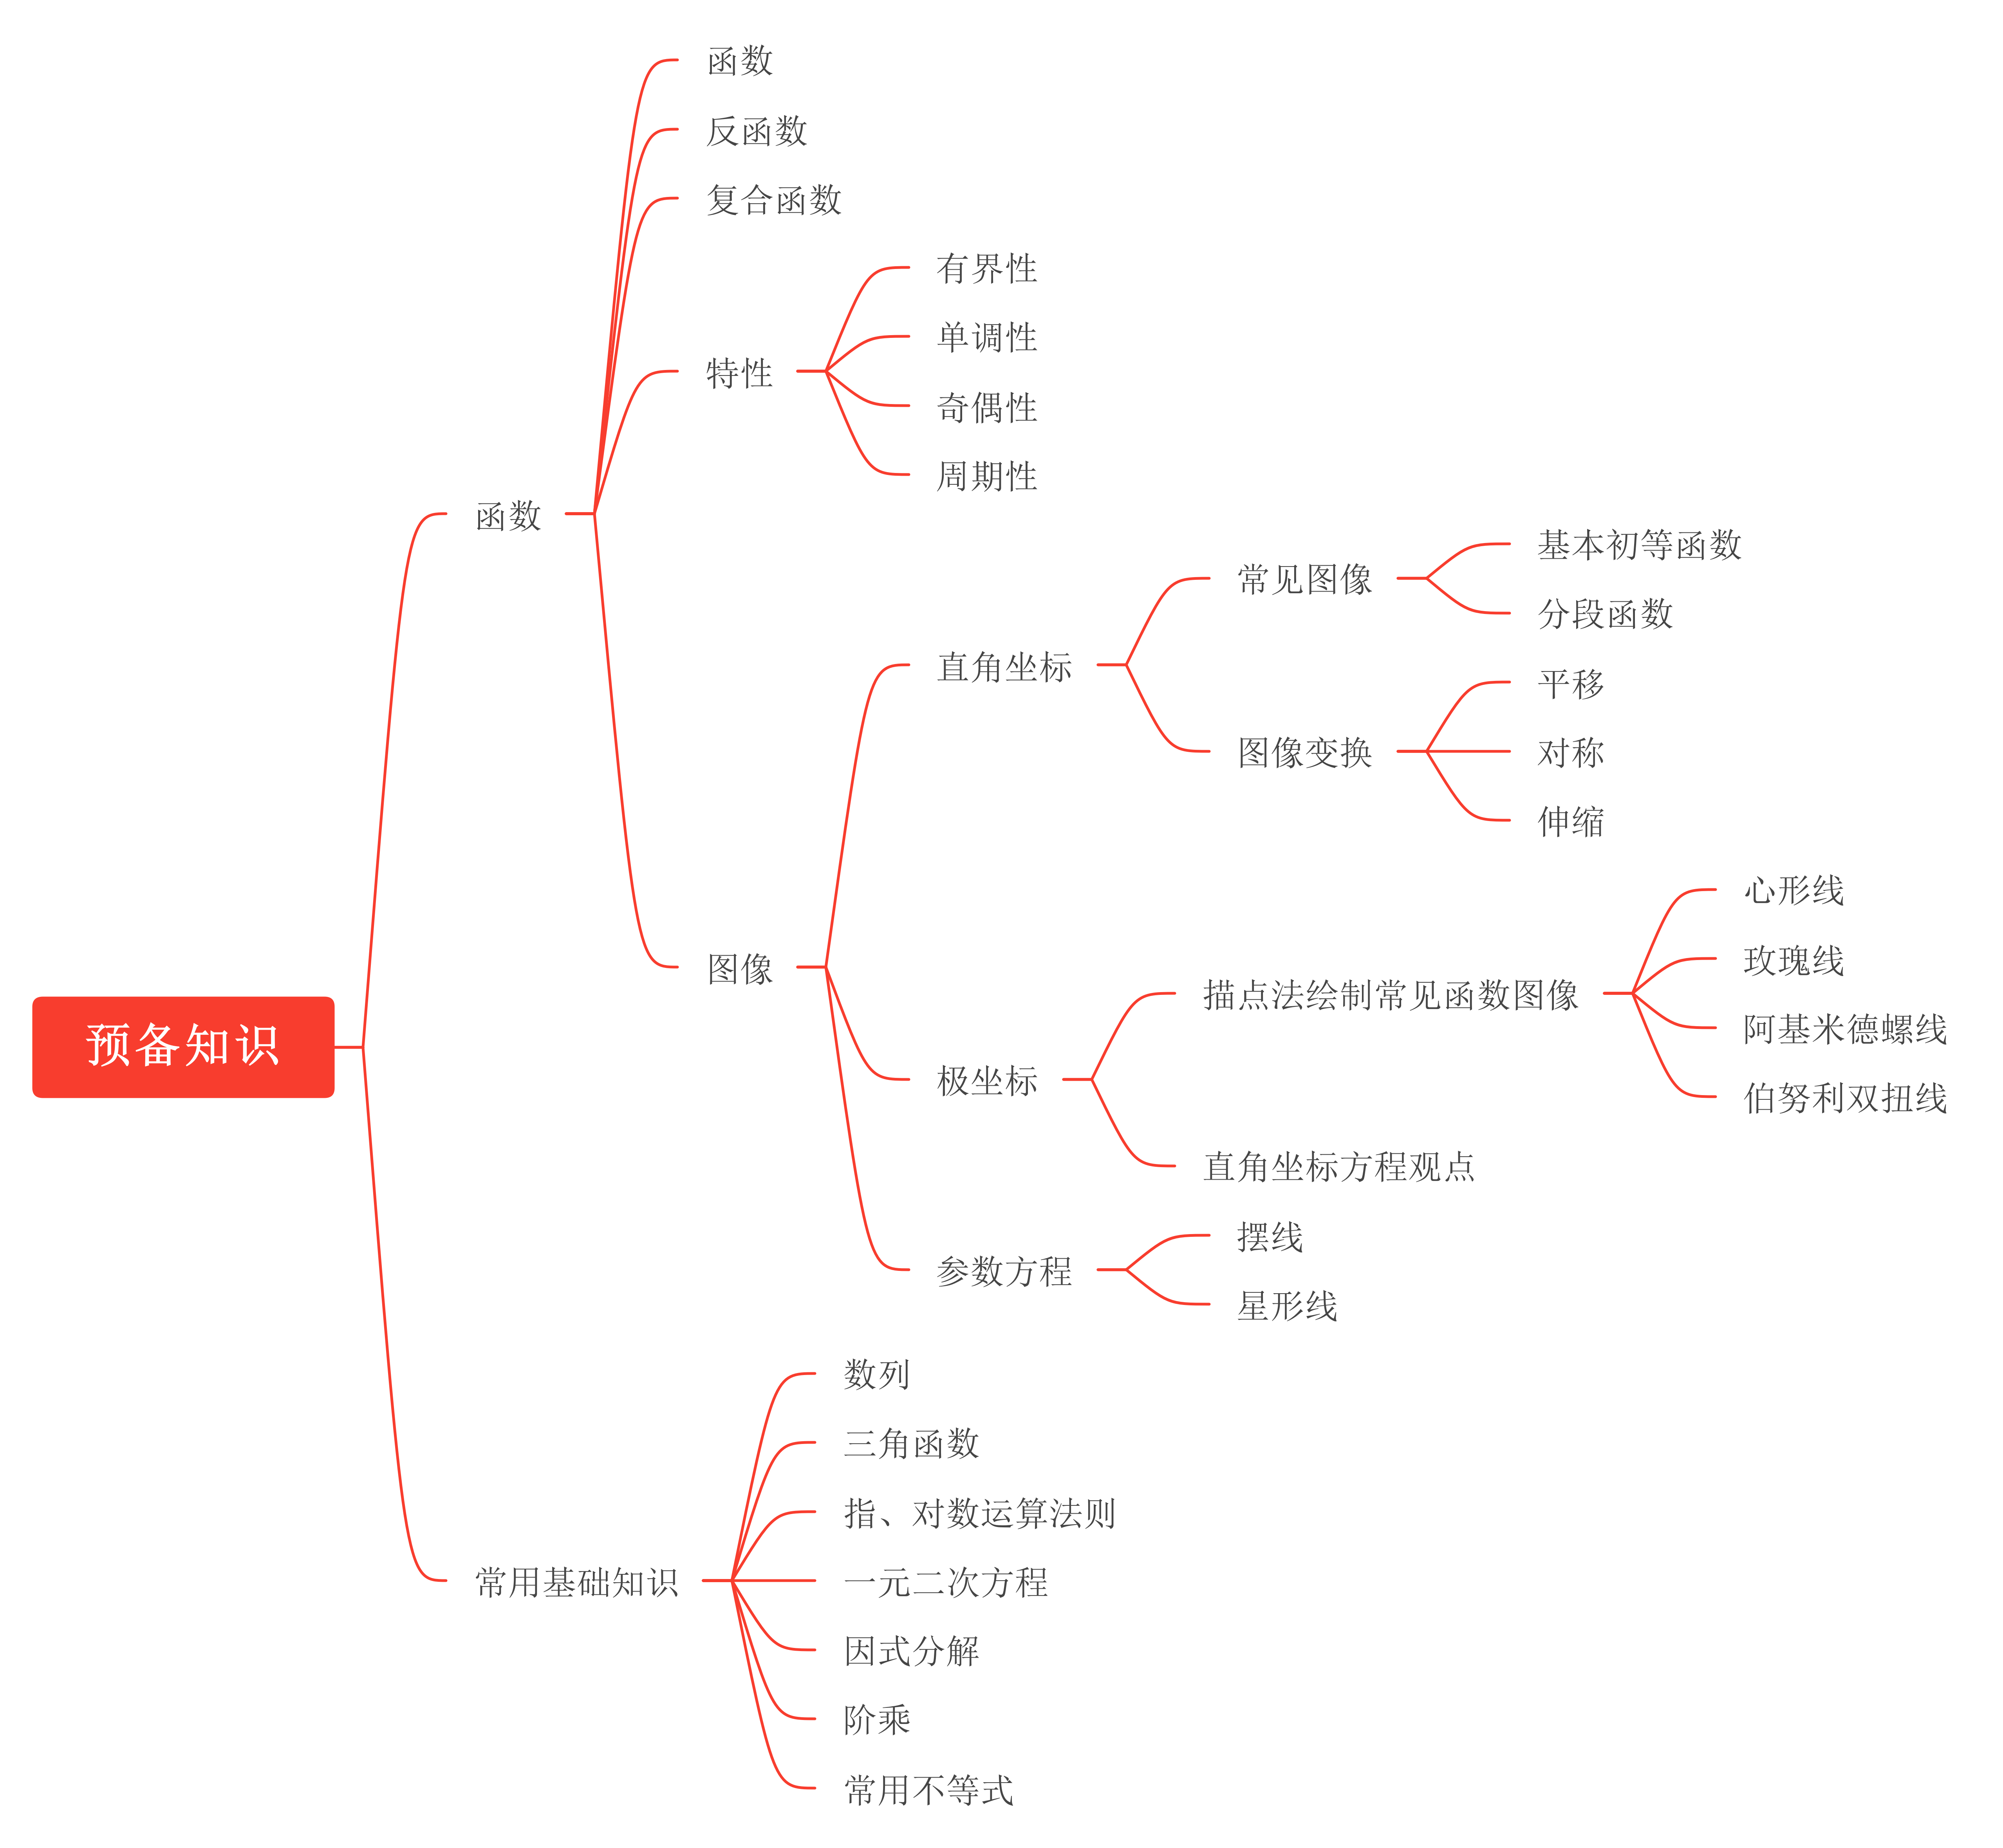 预备知识
函数
函数
反函数
复合函数
特性
有界性
单调性
奇偶性
周期性
图像
直角坐标
常见图像
基本初等函数
分段函数
图像变换
平移
对称
伸缩
极坐标
描点法绘制常见函数图像
心形线
玫瑰线
阿基米德螺线
伯努利双扭线
直角坐标方程观点
参数方程
摆线
星形线
常用基础知识
数列
三角函数
指、对数运算法则
一元二次方程
因式分解
阶乘
常用不等式